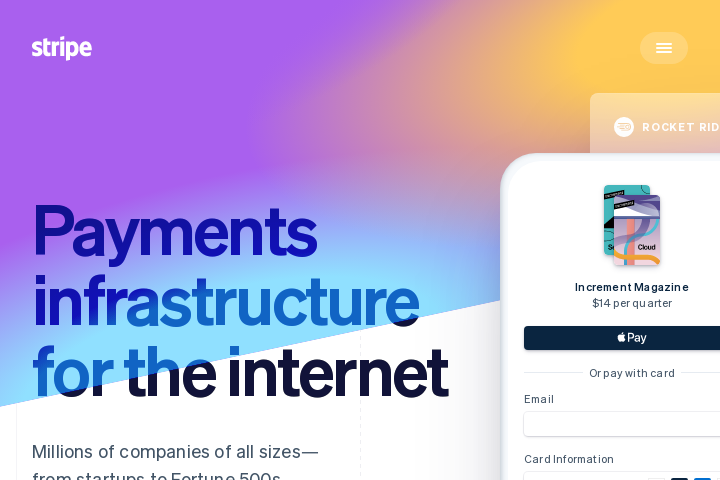 stripe
ROCKET RID
Payments
infrastructure
for the internet
Cloud
Increment Magazine
$14 per quarter
Pay
Or pay with card
Email
Millions of companies of all sizes—
from startups to Fortune 500s
Card Information